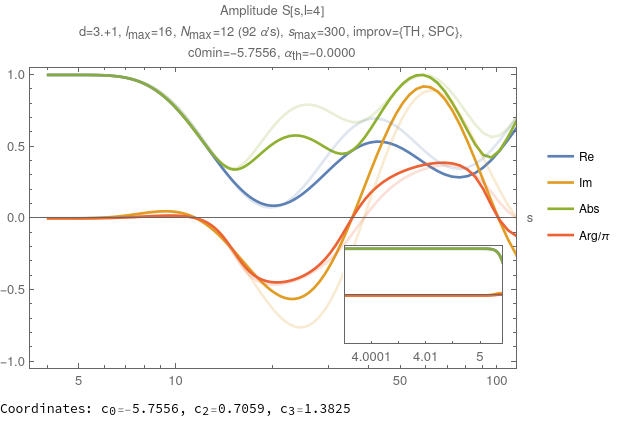 Amplitude S[s,l=4]
d=3.+1, lmax=16, Nmax=12 (92 α's), smax=300, improv={TH, SPC},
c0min=−5.7556, αth=−0.0000
1.0
0.5
0.0
−0.5
−1.0
5
10
50
100
s
4.0001
4.01
5
Re
Im
Abs
Arg/π
Coordinates: c0=−5.7556, c2=0.7059, c3=1.3825